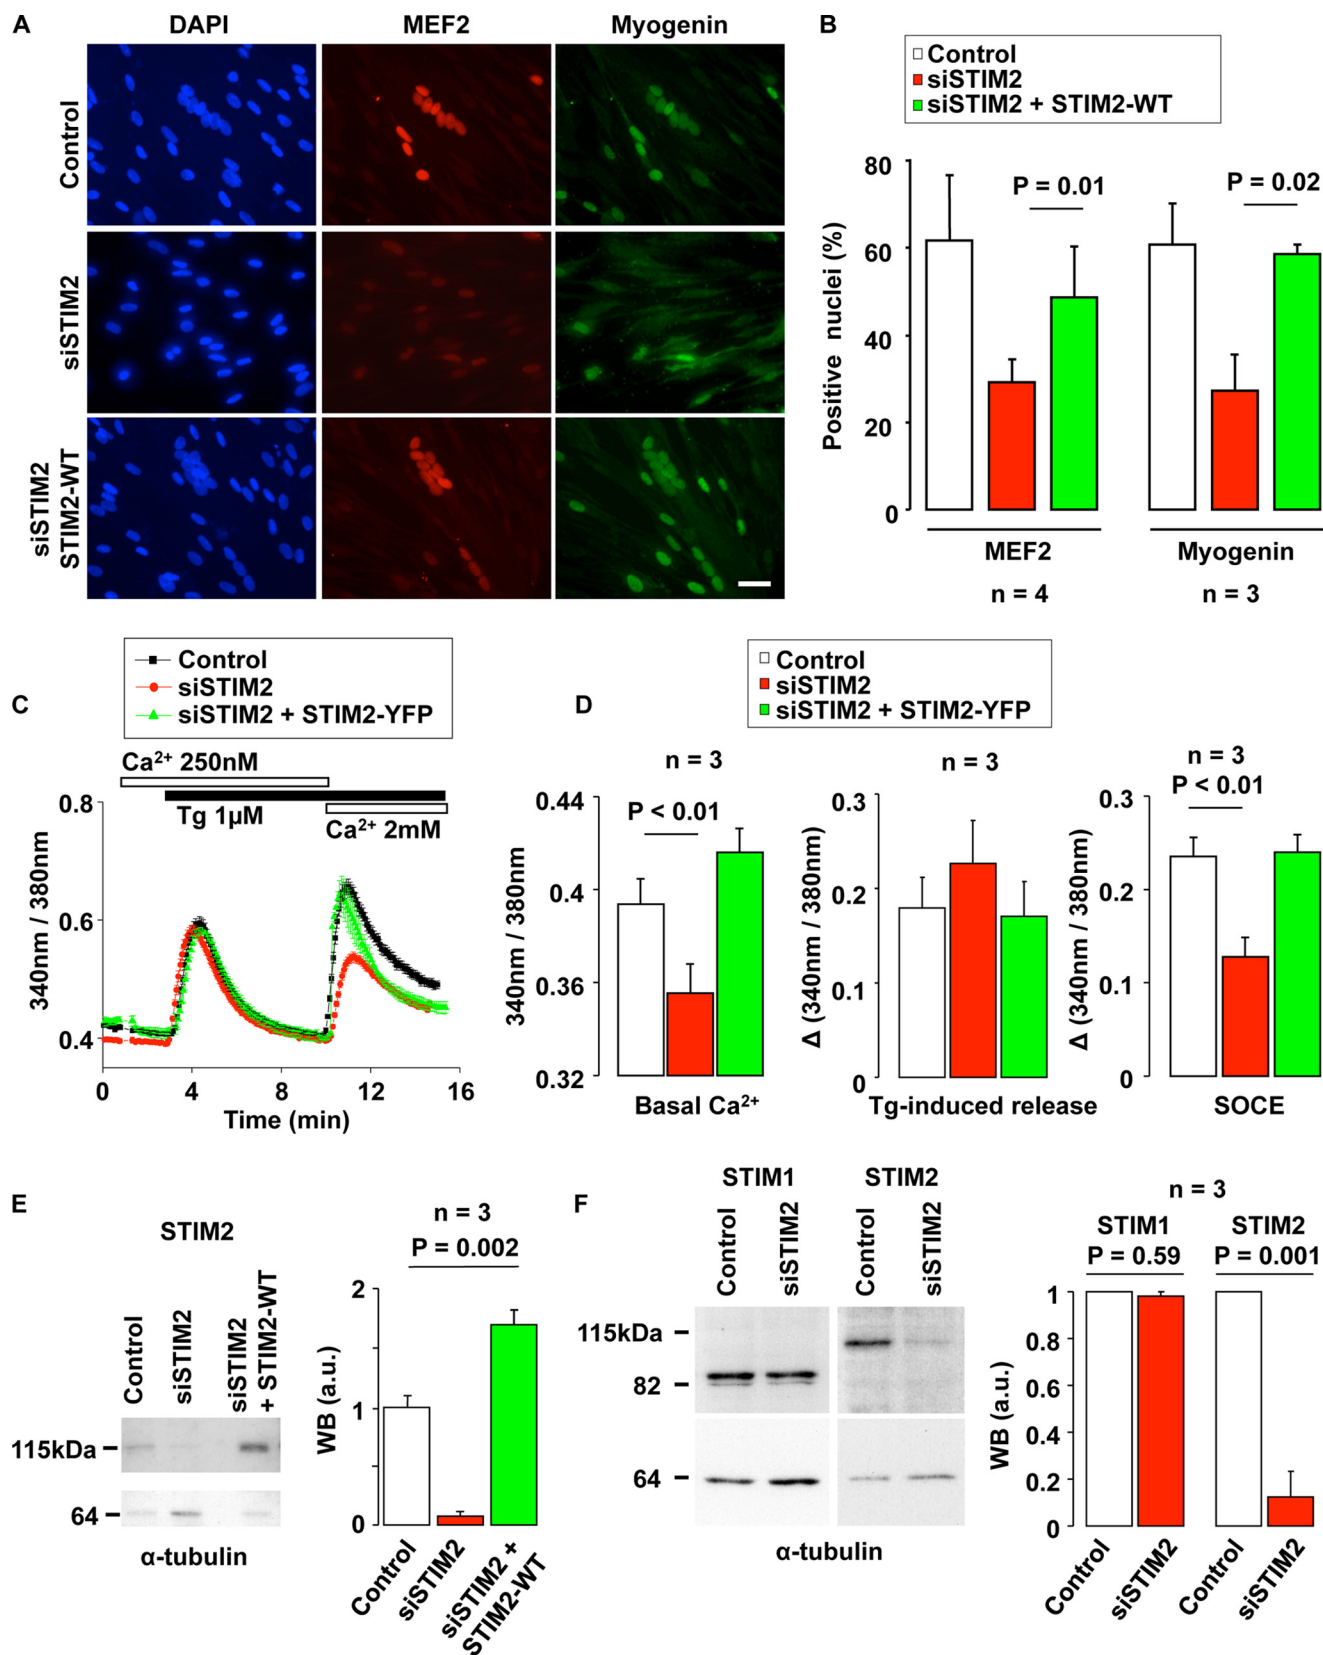 A
DAPI
MEF2
Myogenin
Control
siSTIM2
siSTIM2
STIM2-WT
B
Control
siSTIM2
siSTIM2 + STIM2-WT
Positive nuclei (%)
80
60
40
20
0
P = 0.01
P = 0.02
MEF2
Myogenin
n = 4
n = 3
C
Control
siSTIM2
siSTIM2 + STIM2-YFP
Ca²⁺ 250nM
Tg 1µM
Ca²⁺ 2mM
340nm / 380nm
0.8
0.6
0.4
0
4
8
12
16
Time (min)
D
Control
siSTIM2
siSTIM2 + STIM2-YFP
n = 3
P < 0.01
340nm / 380nm
0.44
0.4
0.36
0.32
Basal Ca²⁺
n = 3
Δ (340nm / 380nm)
0.3
0.2
0.1
0
Tg-induced release
n = 3
P < 0.01
Δ (340nm / 380nm)
0.3
0.2
0.1
0
SOCE
E
STIM2
Control
siSTIM2
siSTIM2
+ STIM2-WT
115kDa
64
α-tubulin
n = 3
P = 0.002
WB (a.u.)
2
1
0
Control
siSTIM2
siSTIM2 +
STIM2-WT
F
STIM1
STIM2
Control
siSTIM2
Control
siSTIM2
115kDa
82
64
α-tubulin
n = 3
STIM1
STIM2
P = 0.59
P = 0.001
WB (a.u.)
1
0.8
0.6
0.4
0.2
0
Control
siSTIM2
Control
siSTIM2